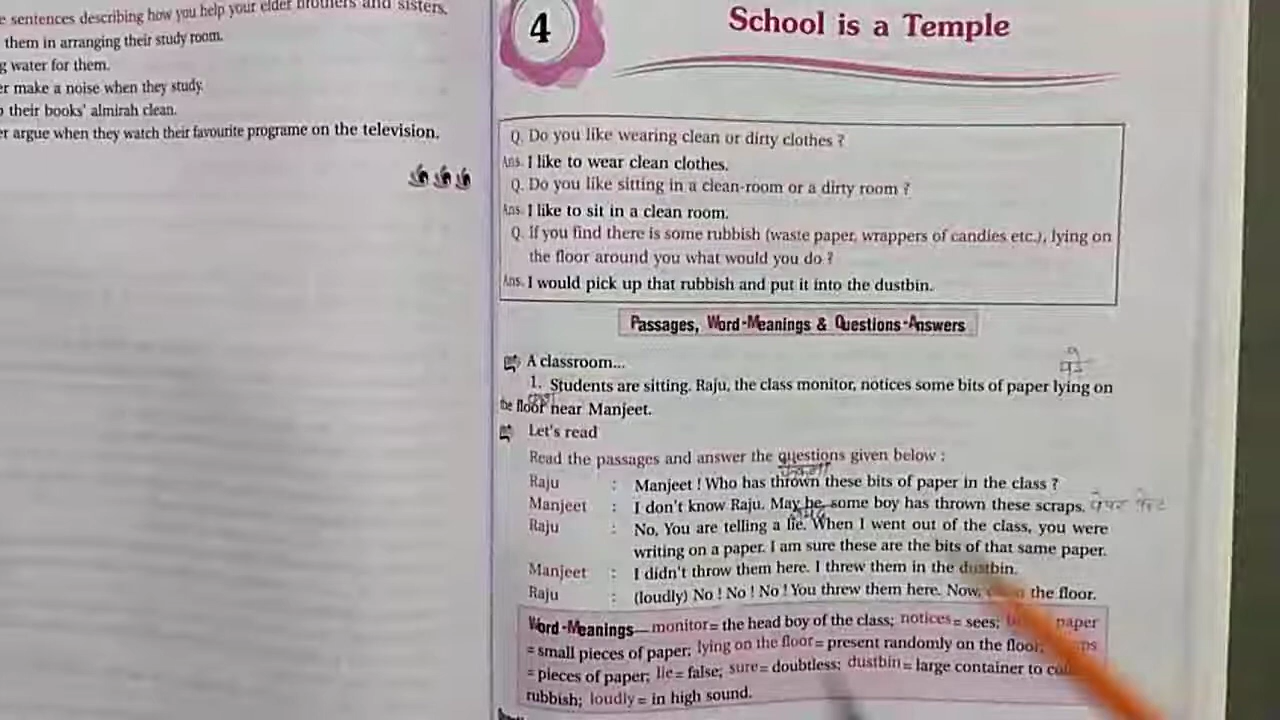 e sentences describing how you help your elder brothers and sisters.
them in arranging their study room.
g water for them.
er make a noise when they study.
their books' almirah clean.
er argue when they watch their favourite programe on the television.
4
School is a Temple
Q. Do you like wearing clean or dirty clothes ?
Ans. I like to wear clean clothes.
Q. Do you like sitting in a clean-room or a dirty room ?
Ans. I like to sit in a clean room.
Q. If you find there is some rubbish (waste paper, wrappers of candies etc.), lying on
the floor around you what would you do ?
Ans. I would pick up that rubbish and put it into the dustbin.
Passages, Word-Meanings & Questions-Answers
A classroom...
1. Students are sitting. Raju, the class monitor, notices some bits of paper lying on
the floor near Manjeet.
Let's read
Read the passages and answer the questions given below :
Raju : Manjeet ! Who has thrown these bits of paper in the class ?
Manjeet : I don't know Raju. May be, some boy has thrown these scraps.
Raju : No, You are telling a lie. When I went out of the class, you were
writing on a paper. I am sure these are the bits of that same paper.
Manjeet : I didn't throw them here. I threw them in the dustbin.
Raju : (loudly) No ! No ! No ! You threw them here. Now, the floor.
Word-Meanings—monitor= the head boy of the class; notices= sees; paper
= small pieces of paper; lying on the floor= present randomly on the floor;
= pieces of paper; lie= false; sure= doubtless; dustbin= large container to
rubbish; loudly= in high sound.